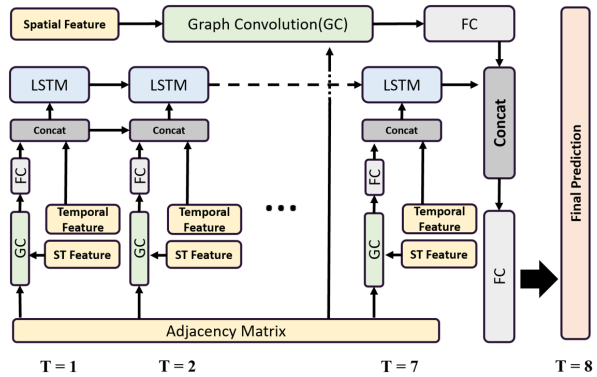 Spatial Feature
Graph Convolution(GC)
FC
LSTM
LSTM
LSTM
Concat
Concat
Concat
Concat
FC
FC
FC
Temporal
Feature
Temporal
Feature
Temporal
Feature
GC
ST Feature
GC
ST Feature
...
GC
ST Feature
FC
Final Prediction
Adjacency Matrix
T = 1
T = 2
T = 7
T = 8